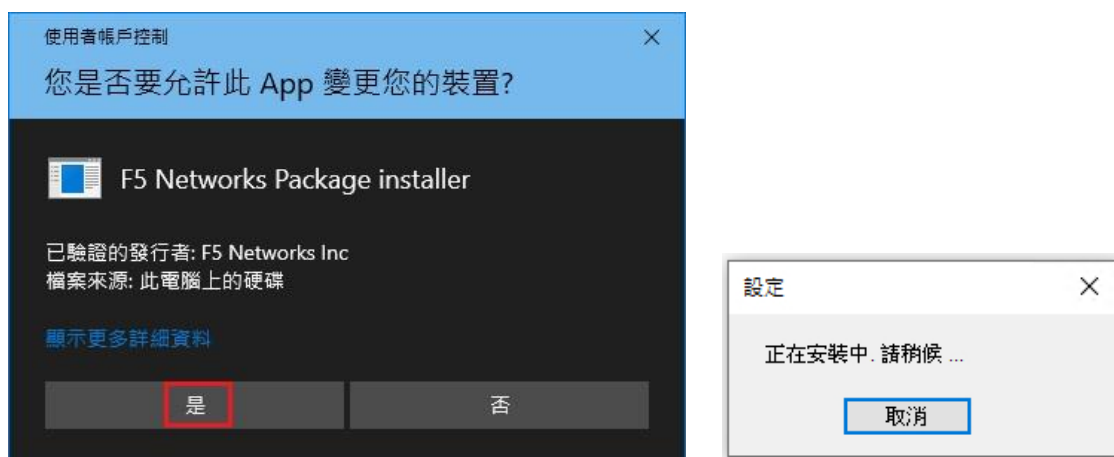 使用者帳戶控制
您是否要允許此 App 變更您的裝置?
F5 Networks Package installer
已驗證的發行者: F5 Networks Inc
檔案來源: 此電腦上的硬碟
顯示更多詳細資料
是
否
設定
正在安裝中. 請稍候 ...
取消